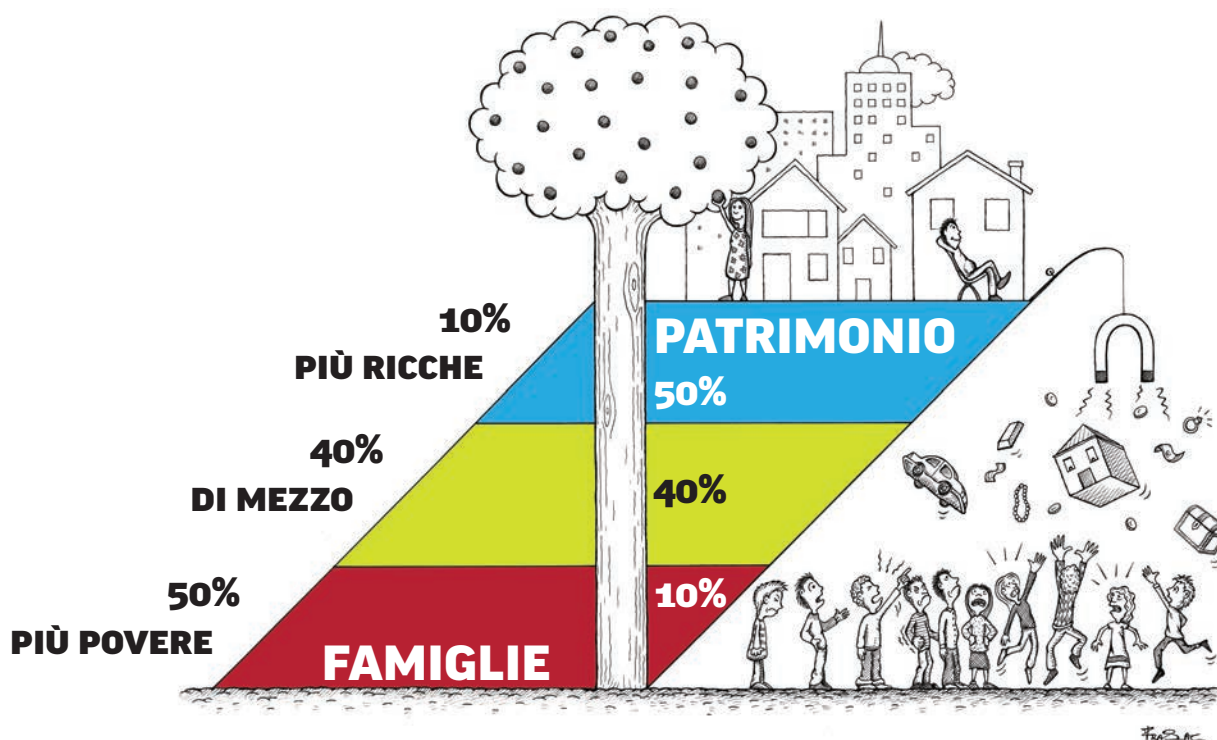 10%
PIÙ RICCHE
PATRIMONIO
50%
40%
DI MEZZO
40%
50%
PIÙ POVERE
10%
FAMIGLIE